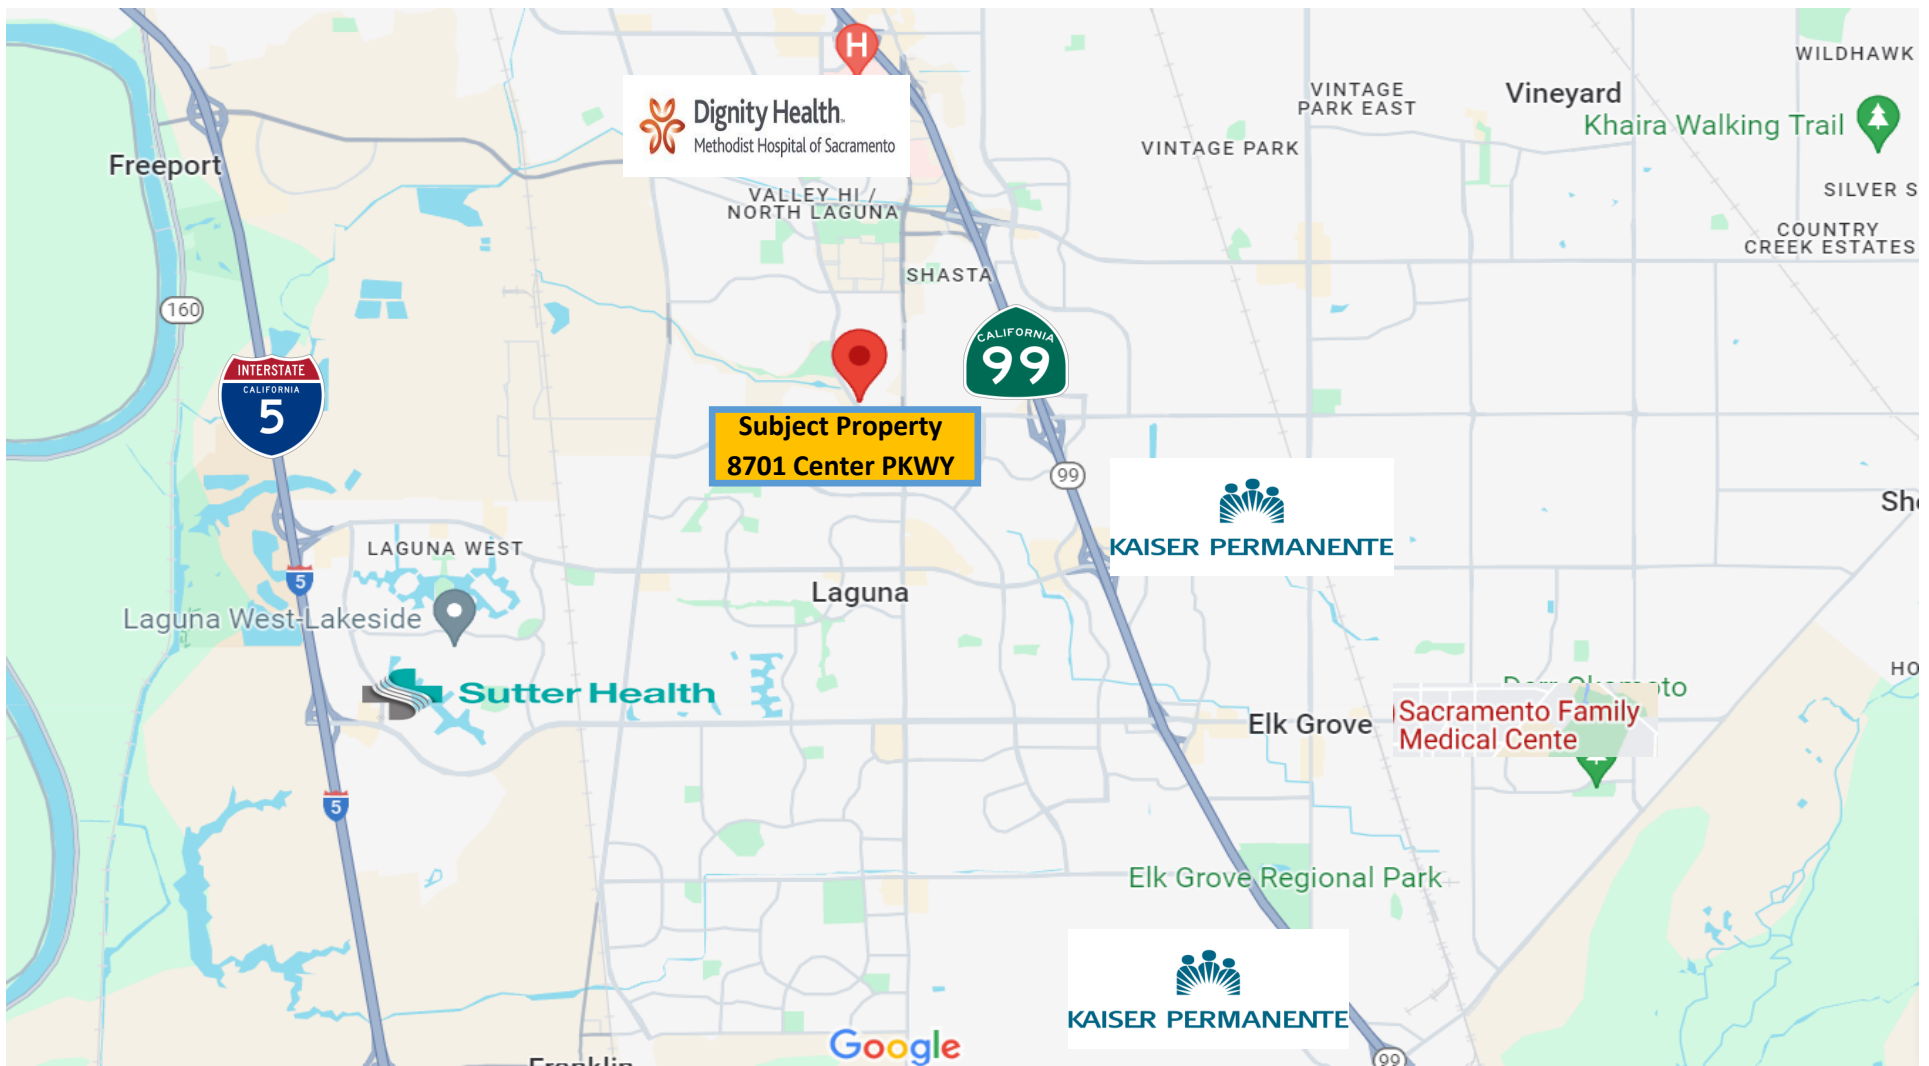 WILDHAWK
H
VINTAGE
PARK EAST
Vineyard
Dignity Health
Methodist Hospital of Sacramento
Khaira Walking Trail
Freeport
VINTAGE PARK
VALLEY HI /
NORTH LAGUNA
SILVER S
COUNTRY
CREEK ESTATES
SHASTA
160
CALIFORNIA
99
INTERSTATE
CALIFORNIA
5
Subject Property
8701 Center PKWY
99
KAISER PERMANENTE
LAGUNA WEST
5
Laguna
Laguna West-Lakeside
Sutter Health
HO
Elk Grove
Sacramento Family
Medical Cente
5
Elk Grove Regional Park
KAISER PERMANENTE
Google
99